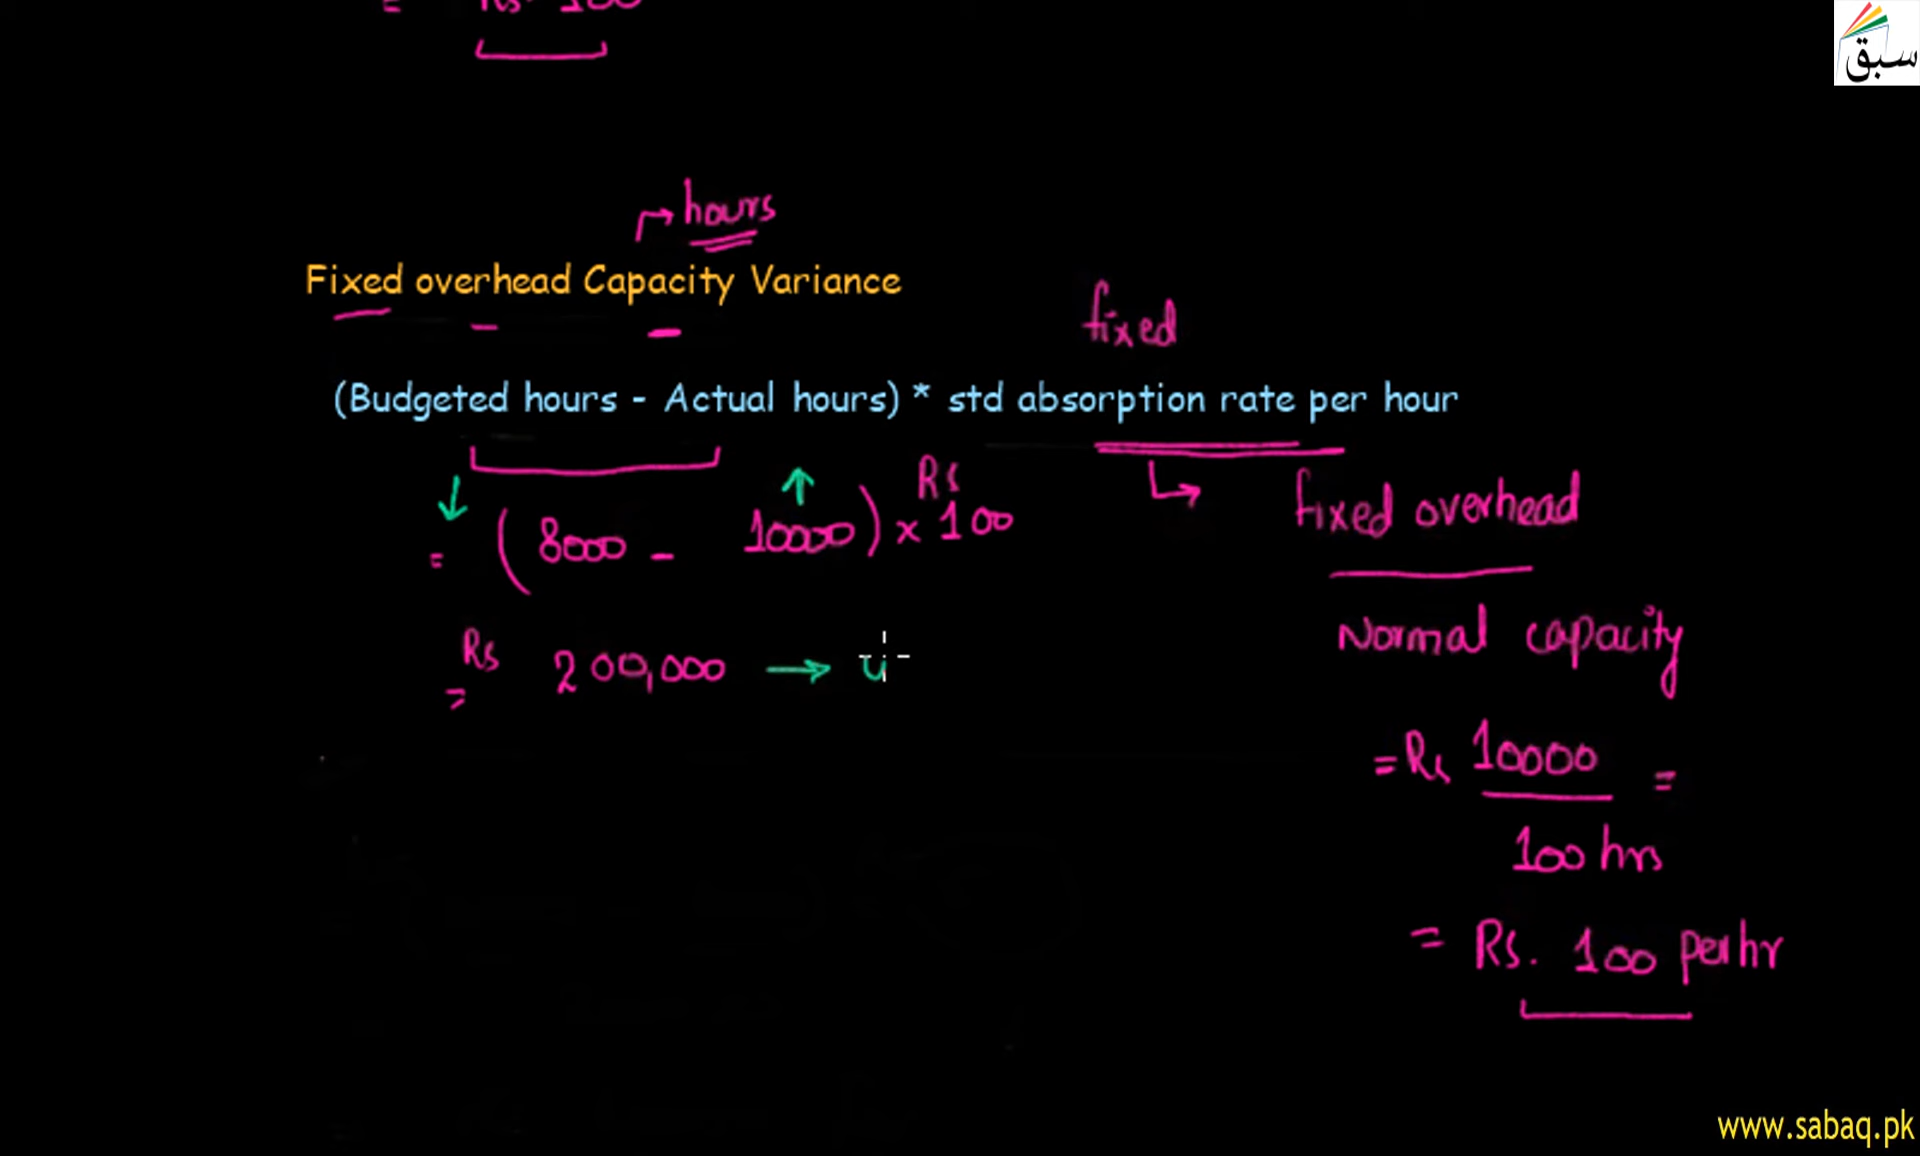 = Rs. 100
سبق
hours
Fixed overhead Capacity Variance
fixed
(Budgeted hours - Actual hours) * std absorption rate per hour
= (8000 - 10000) × Rs 100
fixed overhead
Normal capacity
= Rs 200,000 → u
= Rs 10000 =
100 hrs
= Rs. 100 per hr
www.sabaq.pk